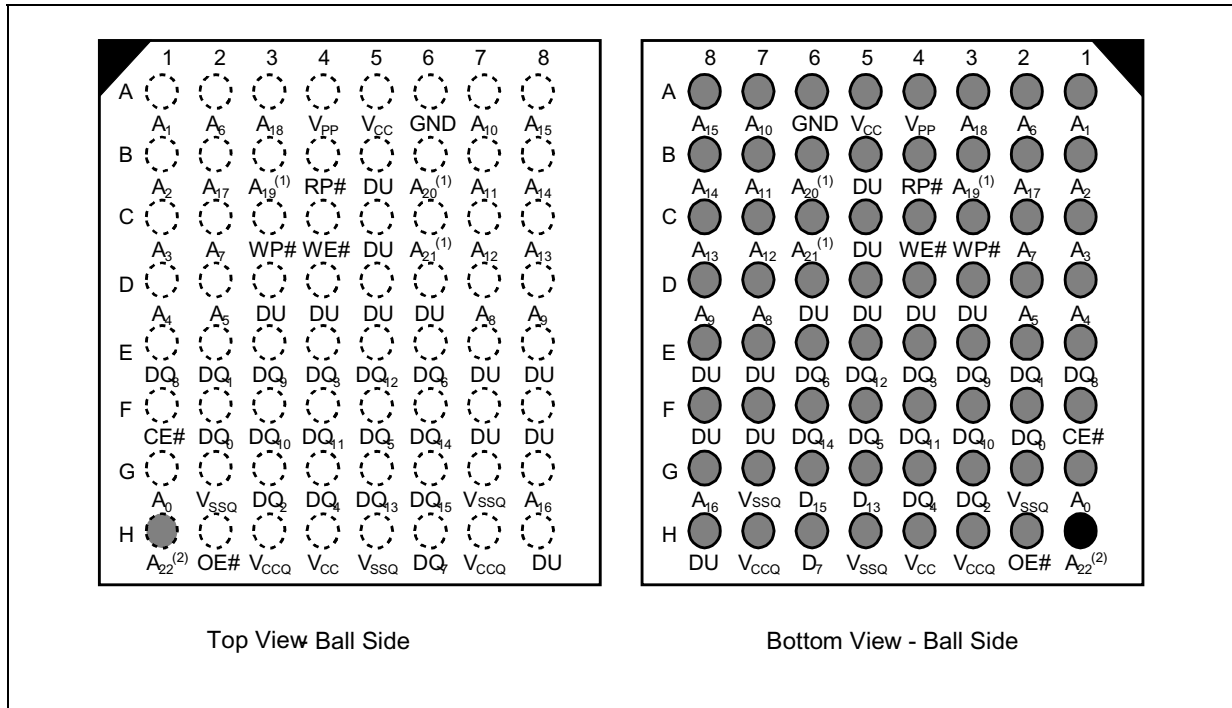 1 2 3 4 5 6 7 8
A
A1 A6 A18 VPP VCC GND A10 A15
B
A2 A17 A19(1) RP# DU A20(1) A11 A14
C
A3 A7 WP# WE# DU A21(1) A12 A13
D
A4 A5 DU DU DU DU A8 A9
E
DQ8 DQ1 DQ9 DQ3 DQ12 DQ6 DU DU
F
CE# DQ0 DQ10 DQ11 DQ5 DQ14 DU DU
G
A0 VSSQ DQ2 DQ4 DQ13 DQ15 VSSQ A16
H
A22(2) OE# VCCQ VCC VSSQ DQ7 VCCQ DU
Top View - Ball Side
8 7 6 5 4 3 2 1
A
A15 A10 GND VCC VPP A18 A6 A1
B
A14 A11 A20(1) DU RP# A19(1) A17 A2
C
A13 A12 A21(1) DU WE# WP# A7 A3
D
A9 A8 DU DU DU DU A5 A4
E
DU DU DQ6 DQ12 DQ3 DQ9 DQ1 DQ8
F
DU DU DQ14 DQ5 DQ11 DQ10 DQ0 CE#
G
A16 VSSQ D15 D13 DQ4 DQ2 VSSQ A0
H
DU VCCQ D7 VSSQ VCC VCCQ OE# A22(2)
Bottom View - Ball Side